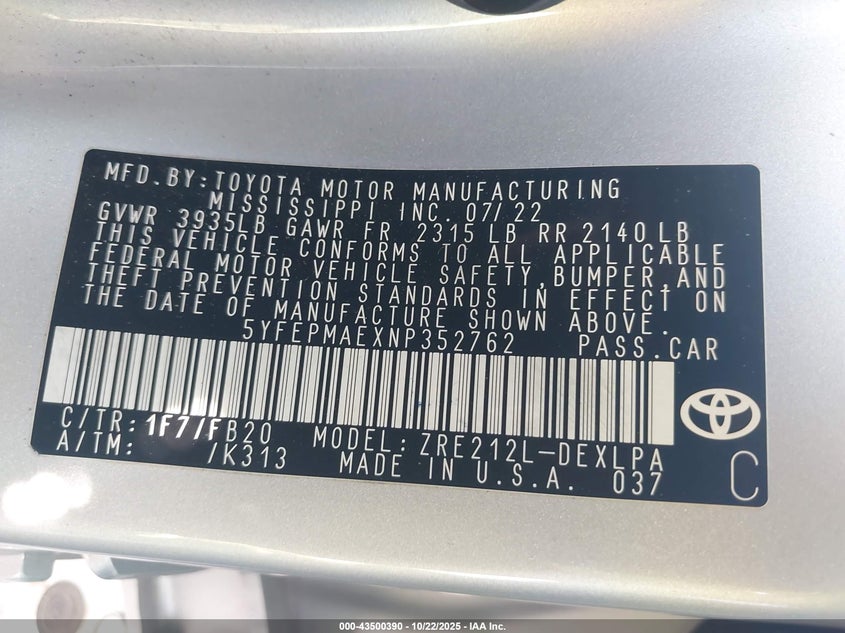 MFD.BY:TOYOTA MOTOR MANUFACTURING
MISSISSIPPI INC. 07/22
GVWR 3935LB GAWR FR 2315 LB RR 2140 LB
THIS VEHICLE CONFORMS TO ALL APPLICABLE
FEDERAL MOTOR VEHICLE SAFETY,BUMPER,AND
THEFT PREVENTION STANDARDS IN EFFECT ON
THE DATE OF MANUFACTURE SHOWN ABOVE.
5YFEPMAEXNP352762 PASS.CAR
C/TR: 1F7/FB20 MODEL: ZRE212L-DEXLPA
A/TM: /K313 MADE IN U.S.A. 037 C
000-43500390 - 10/22/2025 - IAA Inc.